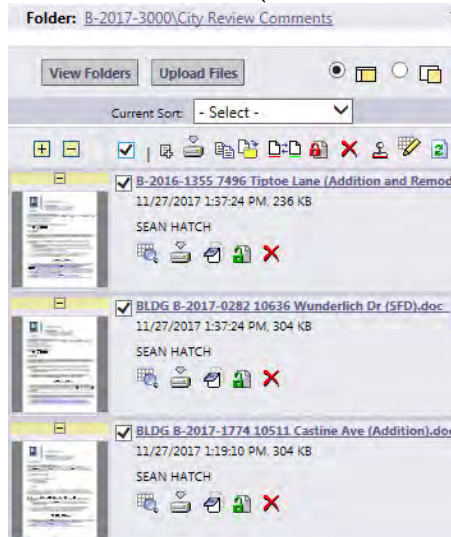 Folder: B-2017-3000\City Review Comments
View Folders Upload Files
Current Sort: - Select -
B-2016-1355 7496 Tiptoe Lane (Addition and Remod
11/27/2017 1:37:24 PM, 236 KB
SEAN HATCH
BLDG B-2017-0282 10636 Wunderlich Dr (SFD).doc
11/27/2017 1:37:24 PM, 304 KB
SEAN HATCH
BLDG B-2017-1774 10511 Castine Ave (Addition).doc
11/27/2017 1:19:10 PM, 304 KB
SEAN HATCH